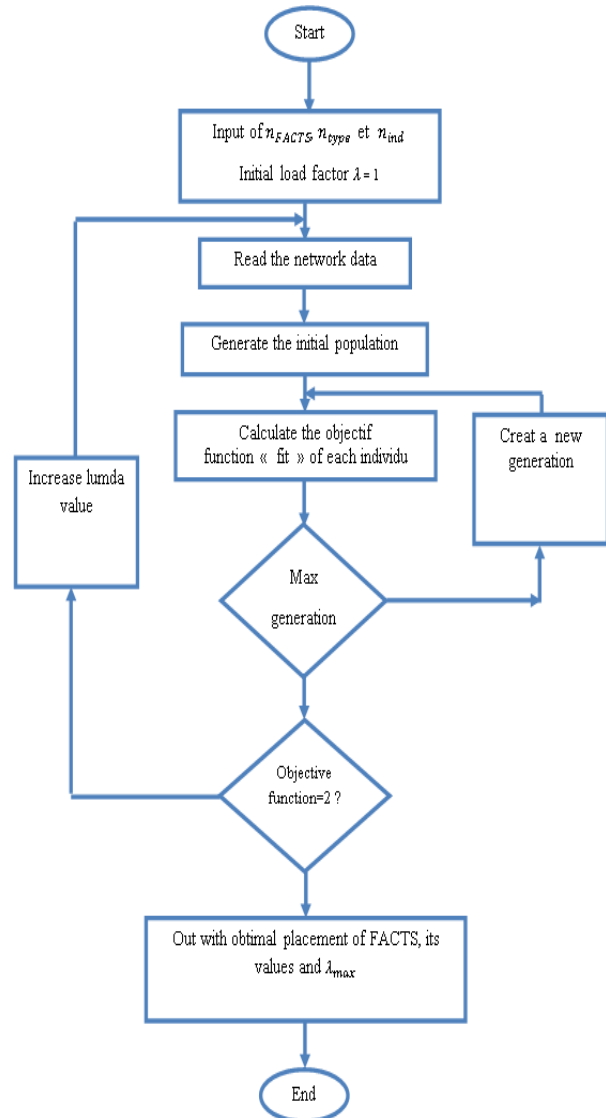 Start
Input of n_FACTS, n_type et n_ind
Initial load factor λ = 1
Read the network data
Generate the initial population
Calculate the objectif
function « fit » of each individu
Creat a new
generation
Increase lumda
value
Max
generation
Objective
function=2 ?
Out with obtimal placement of FACTS, its
values and λ_max
End